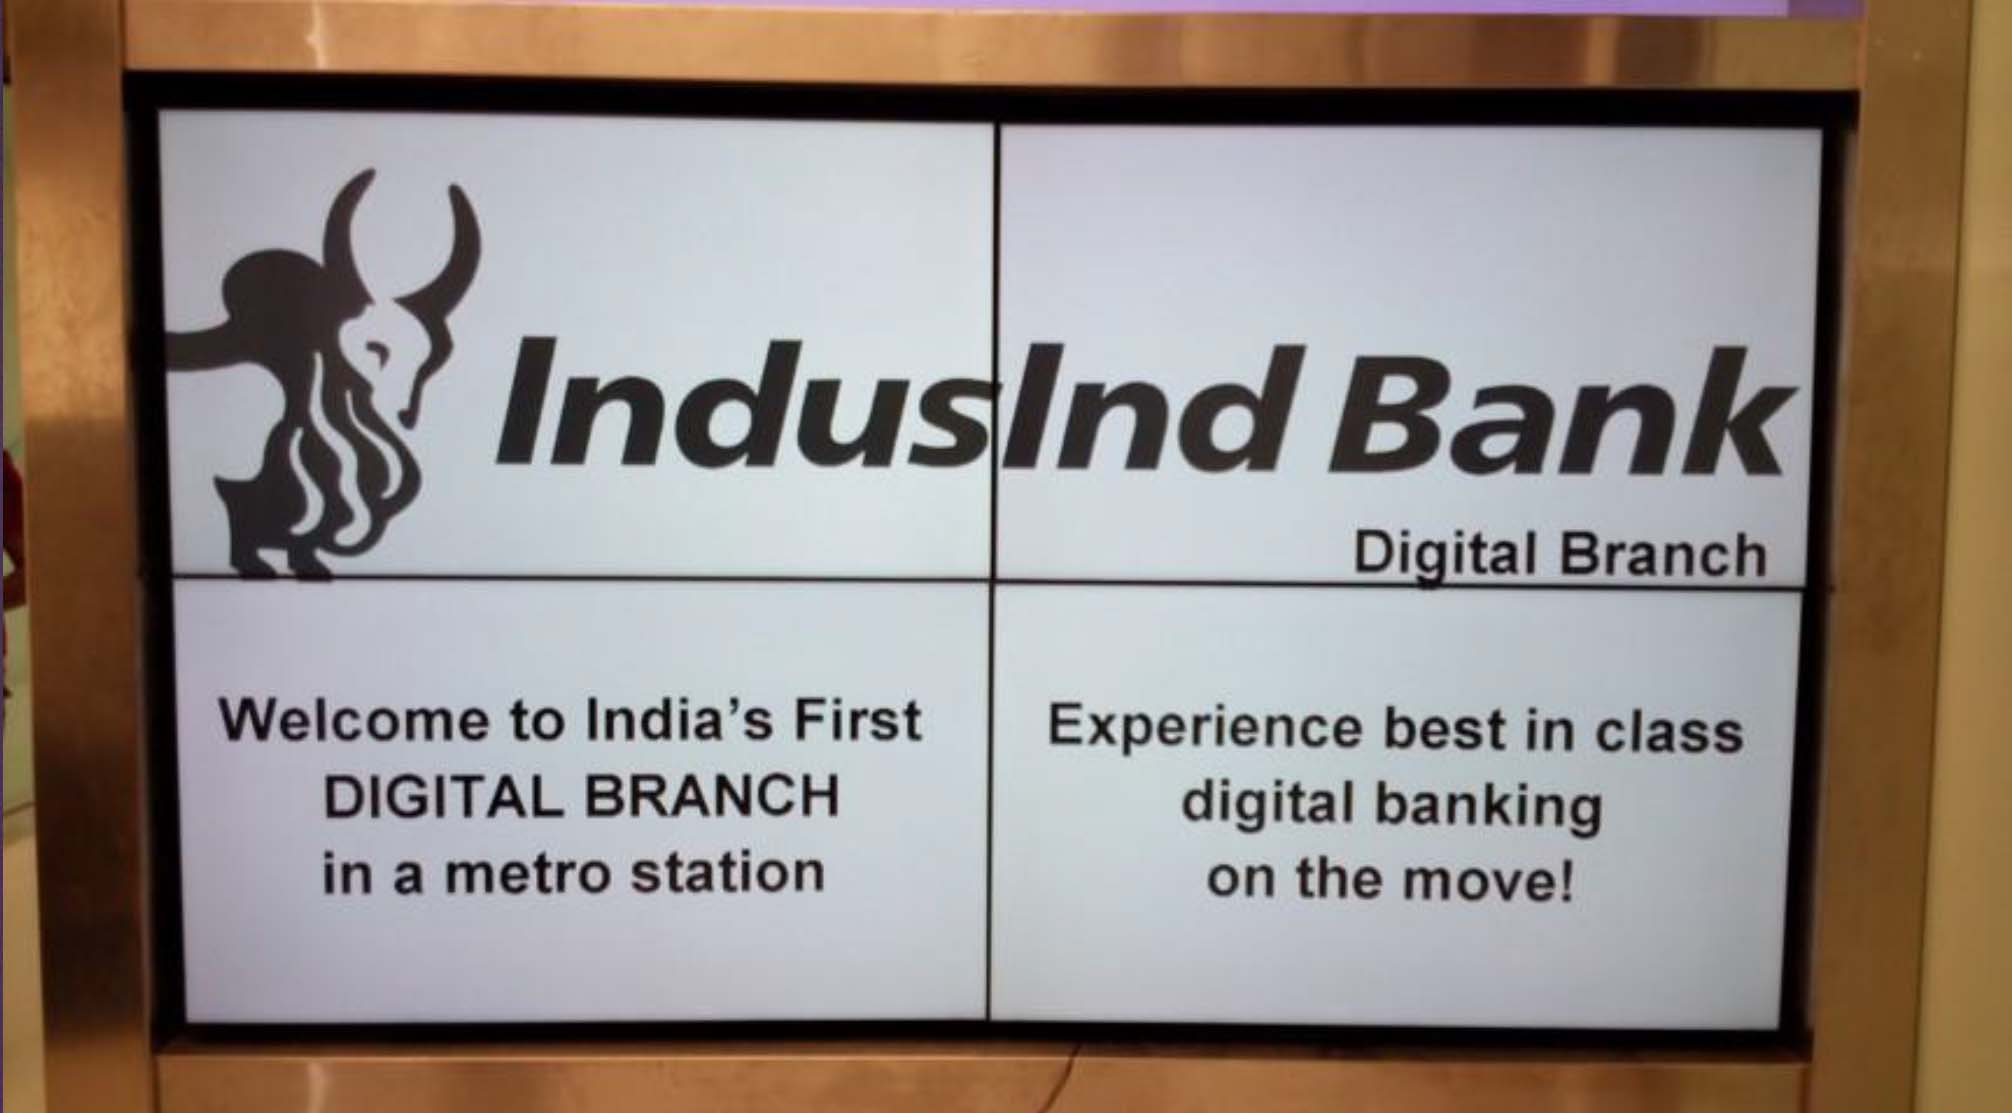 IndusInd Bank
Digital Branch
Welcome to India's First
DIGITAL BRANCH
in a metro station
Experience best in class
digital banking
on the move!